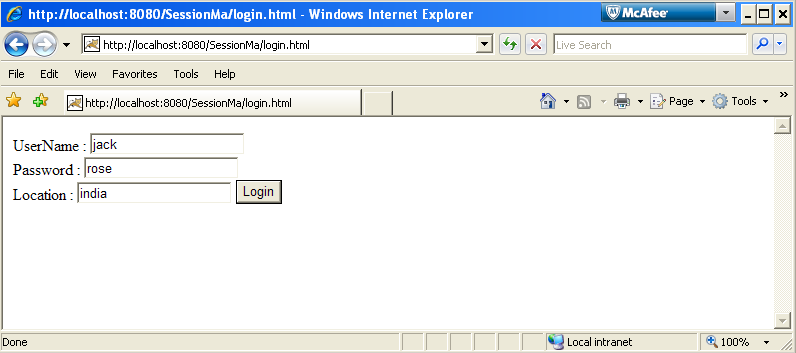 http://localhost:8080/SessionMa/login.html - Windows Internet Explorer McAfee
http://localhost:8080/SessionMa/login.html Live Search
File Edit View Favorites Tools Help
http://localhost:8080/SessionMa/login.html Page Tools »
UserName : jack
Password : rose
Location : india Login
Done Local intranet 100%